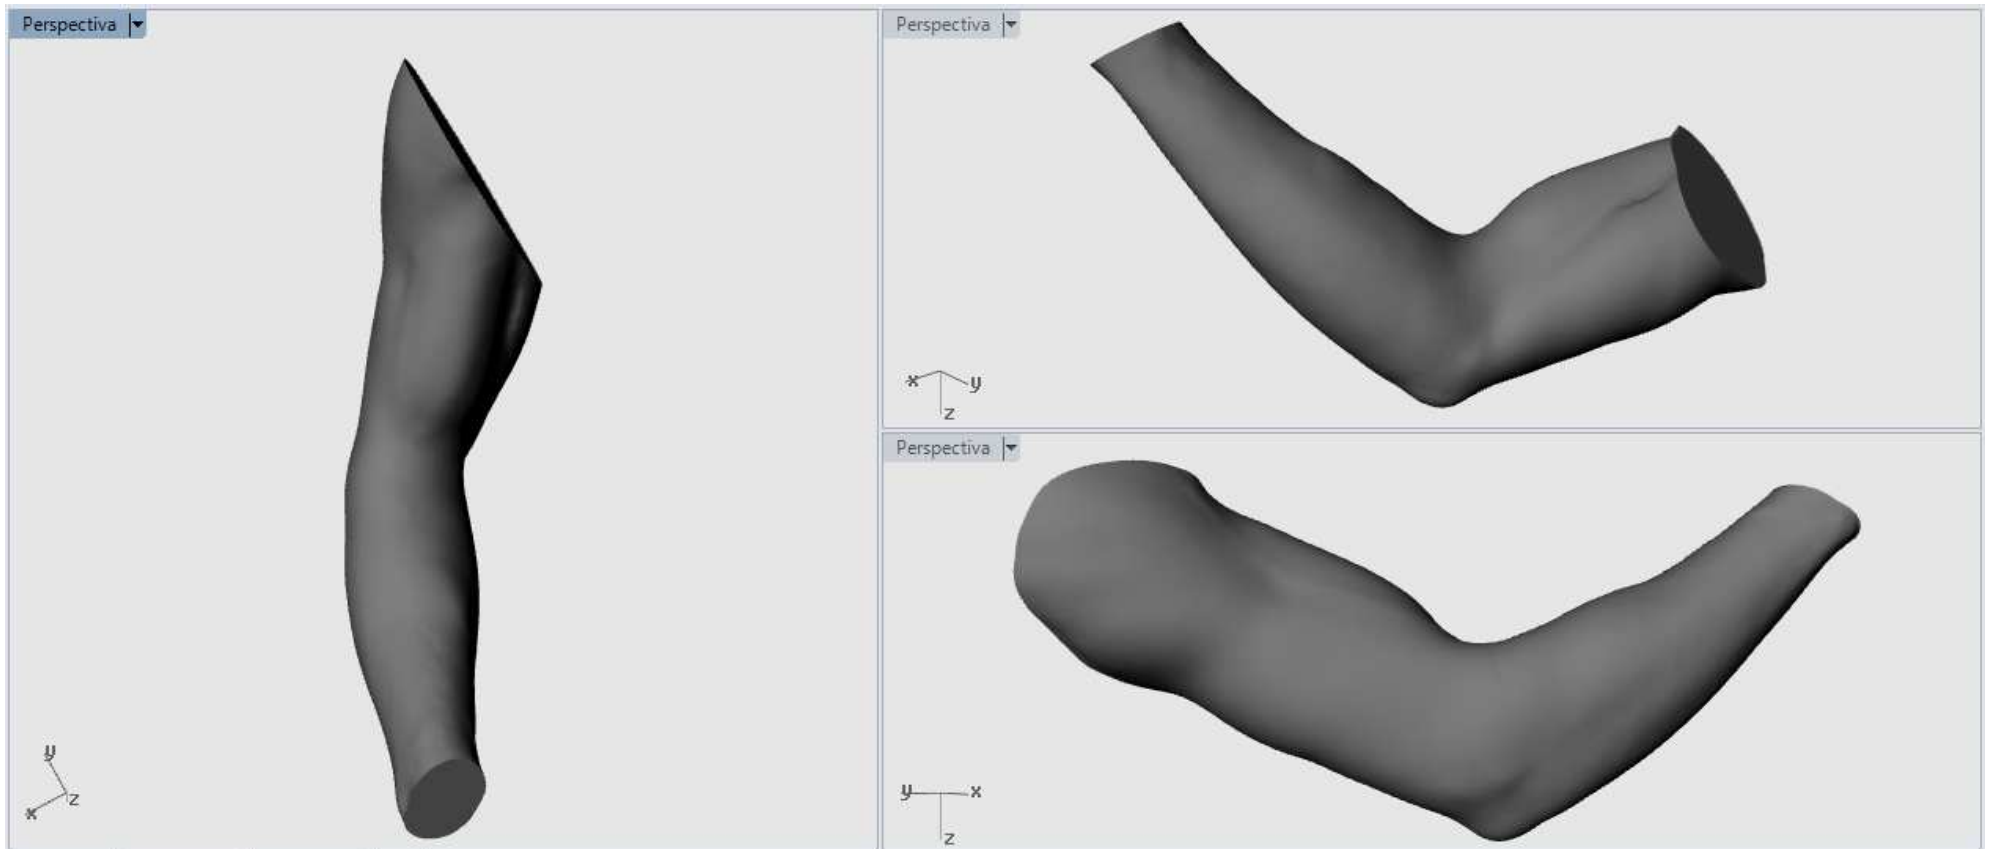 Perspectiva
Perspectiva
x y
z
Perspectiva
y
z
x
y x
z